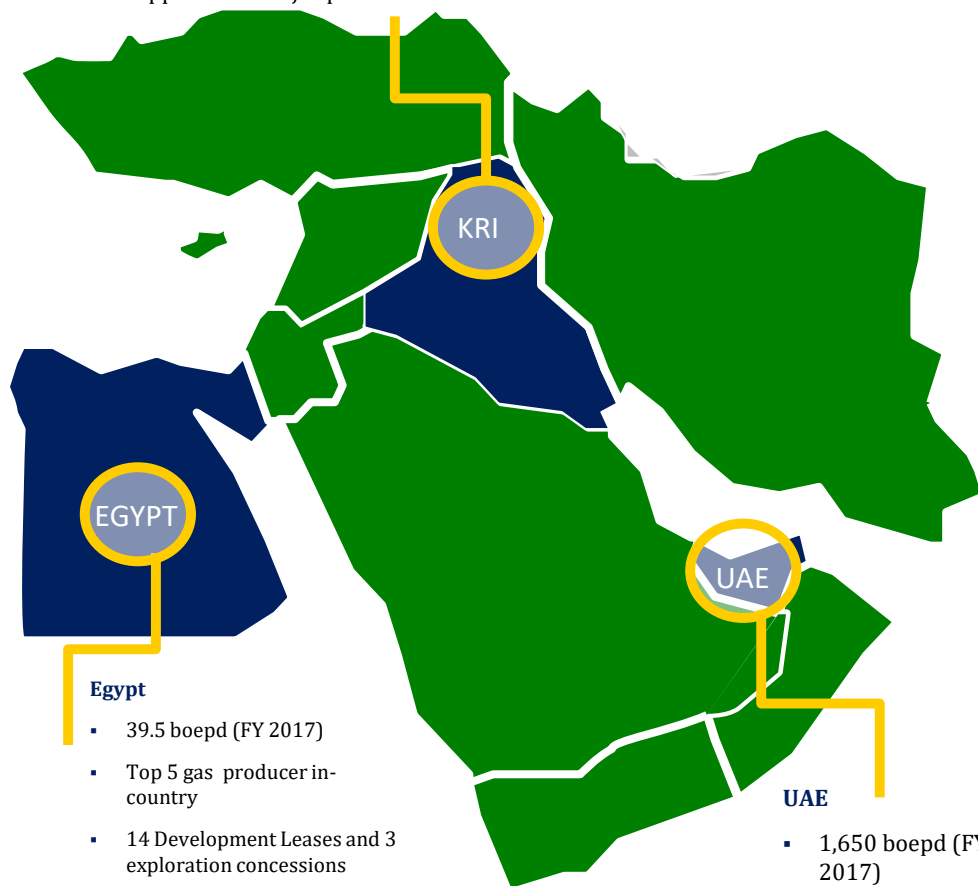 KRI
EGYPT
UAE
Egypt
▪ 39.5 boepd (FY 2017)
▪ Top 5 gas producer in-
country
▪ 14 Development Leases and 3
exploration concessions
UAE
▪ 1,650 boepd (FY
2017)